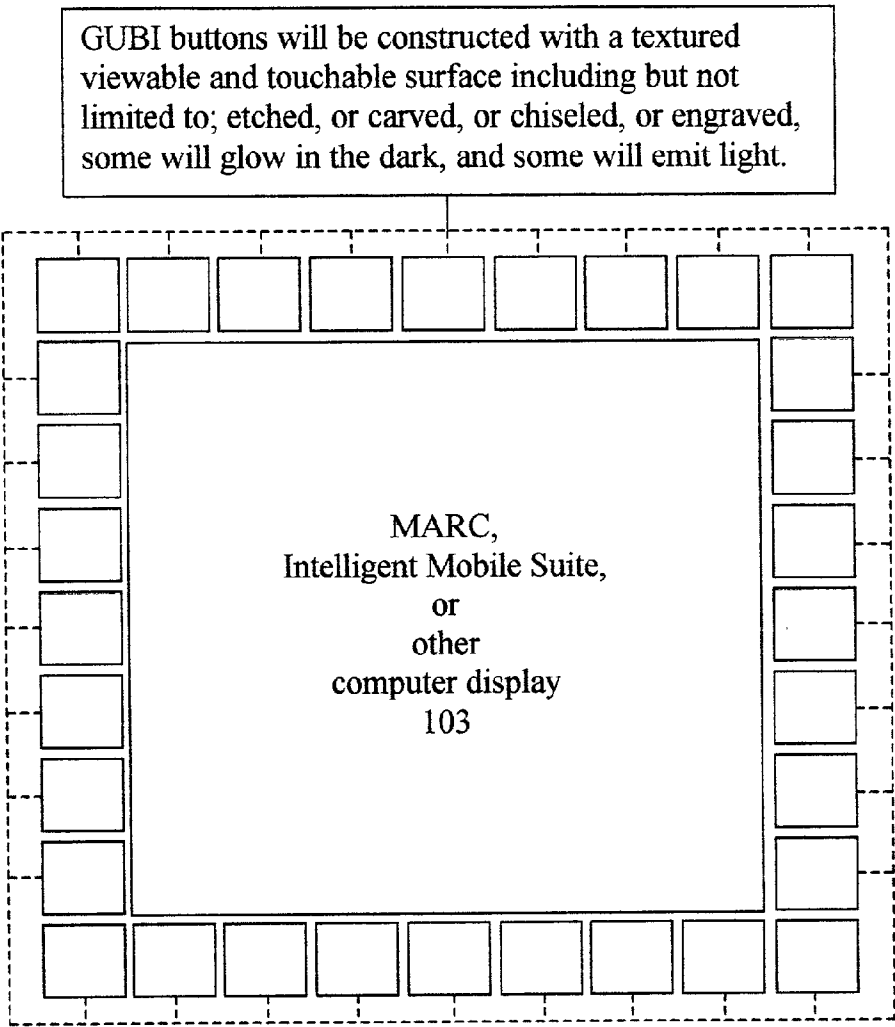 GUBI buttons will be constructed with a textured
viewable and touchable surface including but not
limited to; etched, or carved, or chiseled, or engraved,
some will glow in the dark, and some will emit light.
MARC,
Intelligent Mobile Suite,
or
other
computer display
103